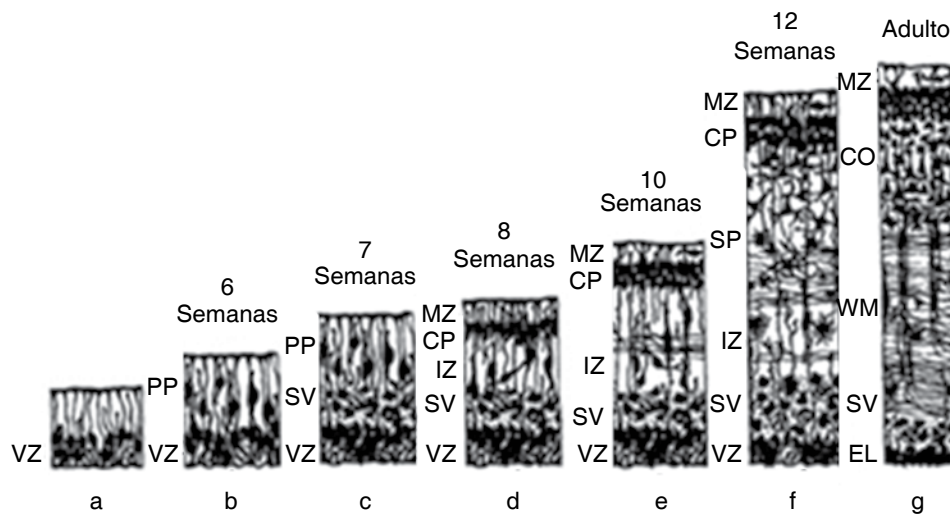 VZ
a
6
Semanas
PP
VZ
b
7
Semanas
PP
SV
VZ
c
8
Semanas
MZ
CP
IZ
SV
VZ
d
10
Semanas
MZ
CP
IZ
SV
VZ
e
12
Semanas
MZ
CP
SP
IZ
SV
VZ
f
Adulto
MZ
CO
WM
SV
EL
g